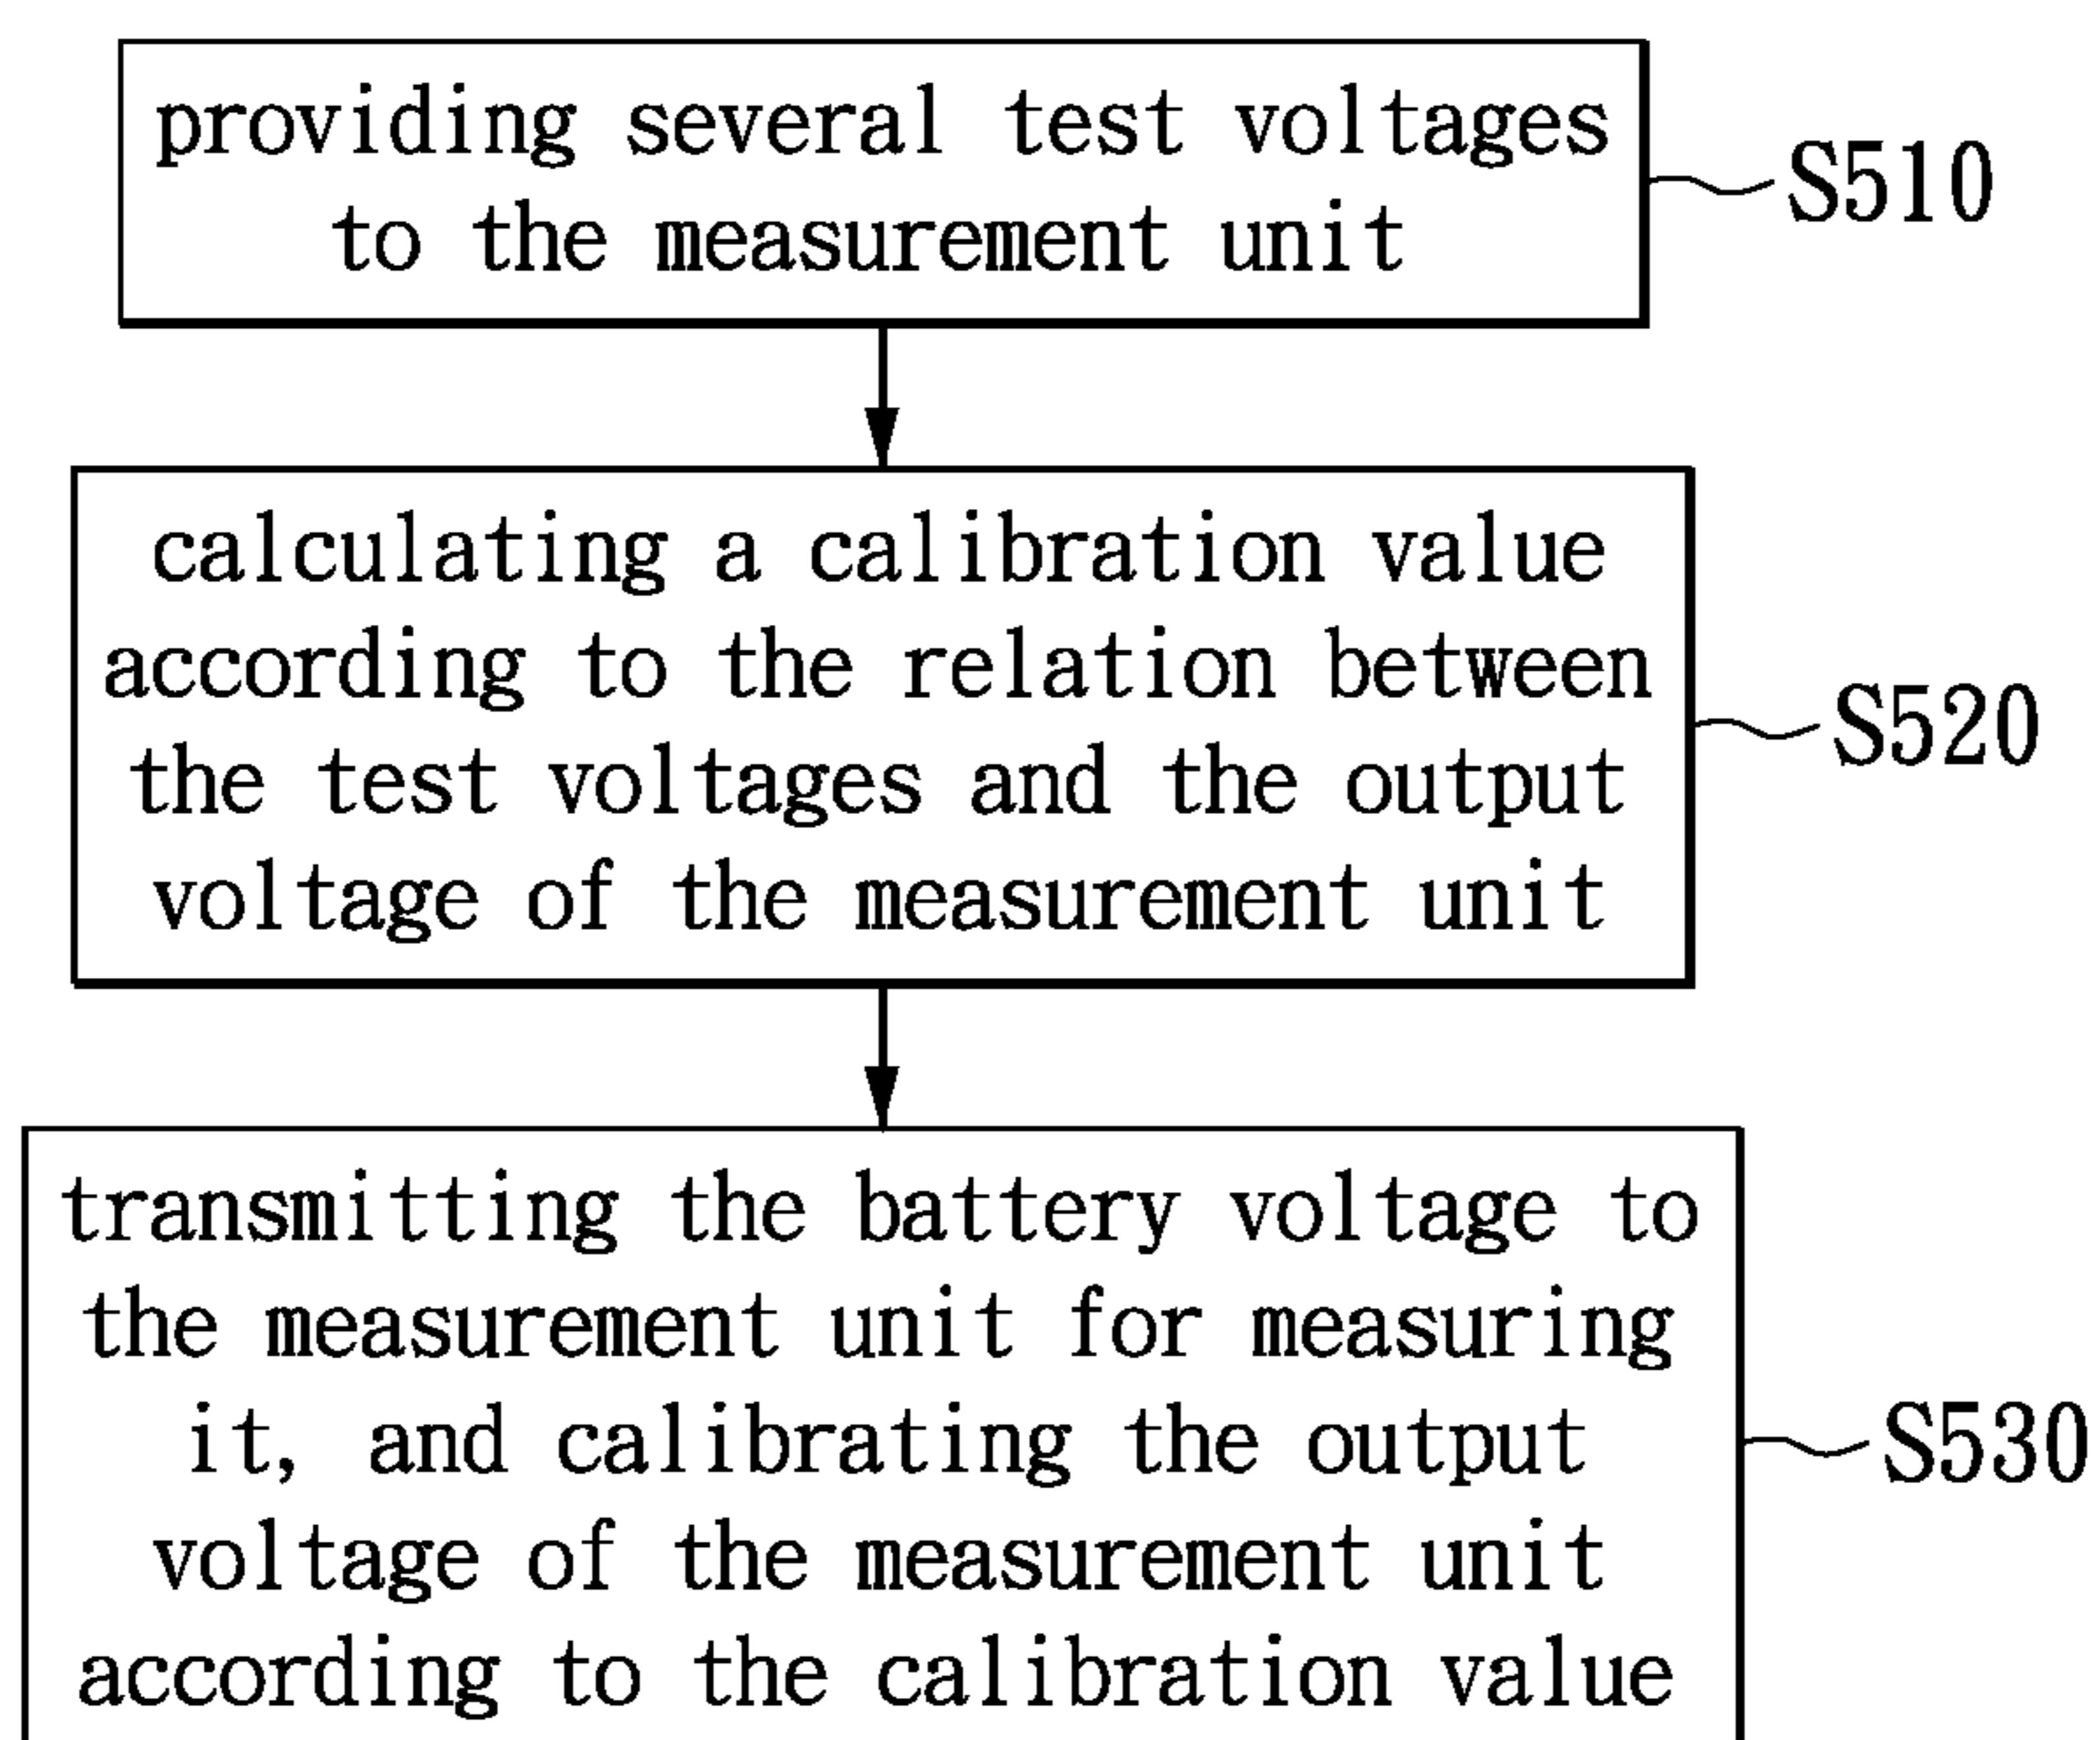 providing several test voltages
to the measurement unit
S510
calculating a calibration value
according to the relation between
the test voltages and the output
voltage of the measurement unit
S520
transmitting the battery voltage to
the measurement unit for measuring
it, and calibrating the output
voltage of the measurement unit
according to the calibration value
S530